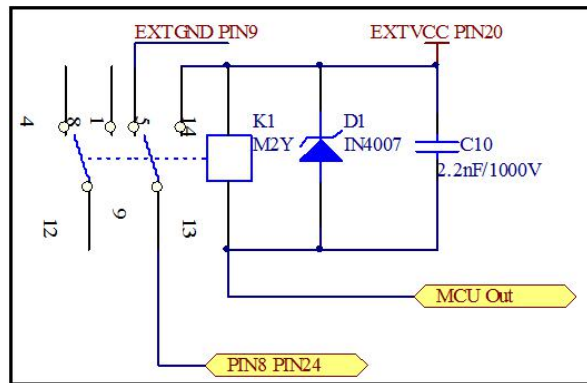 EXTGND PIN9
EXTVCC PIN20
4
8
1
5
14
K1
M2Y
D1
IN4007
C10
2.2nF/1000V
12
9
13
MCU Out
PIN8 PIN24